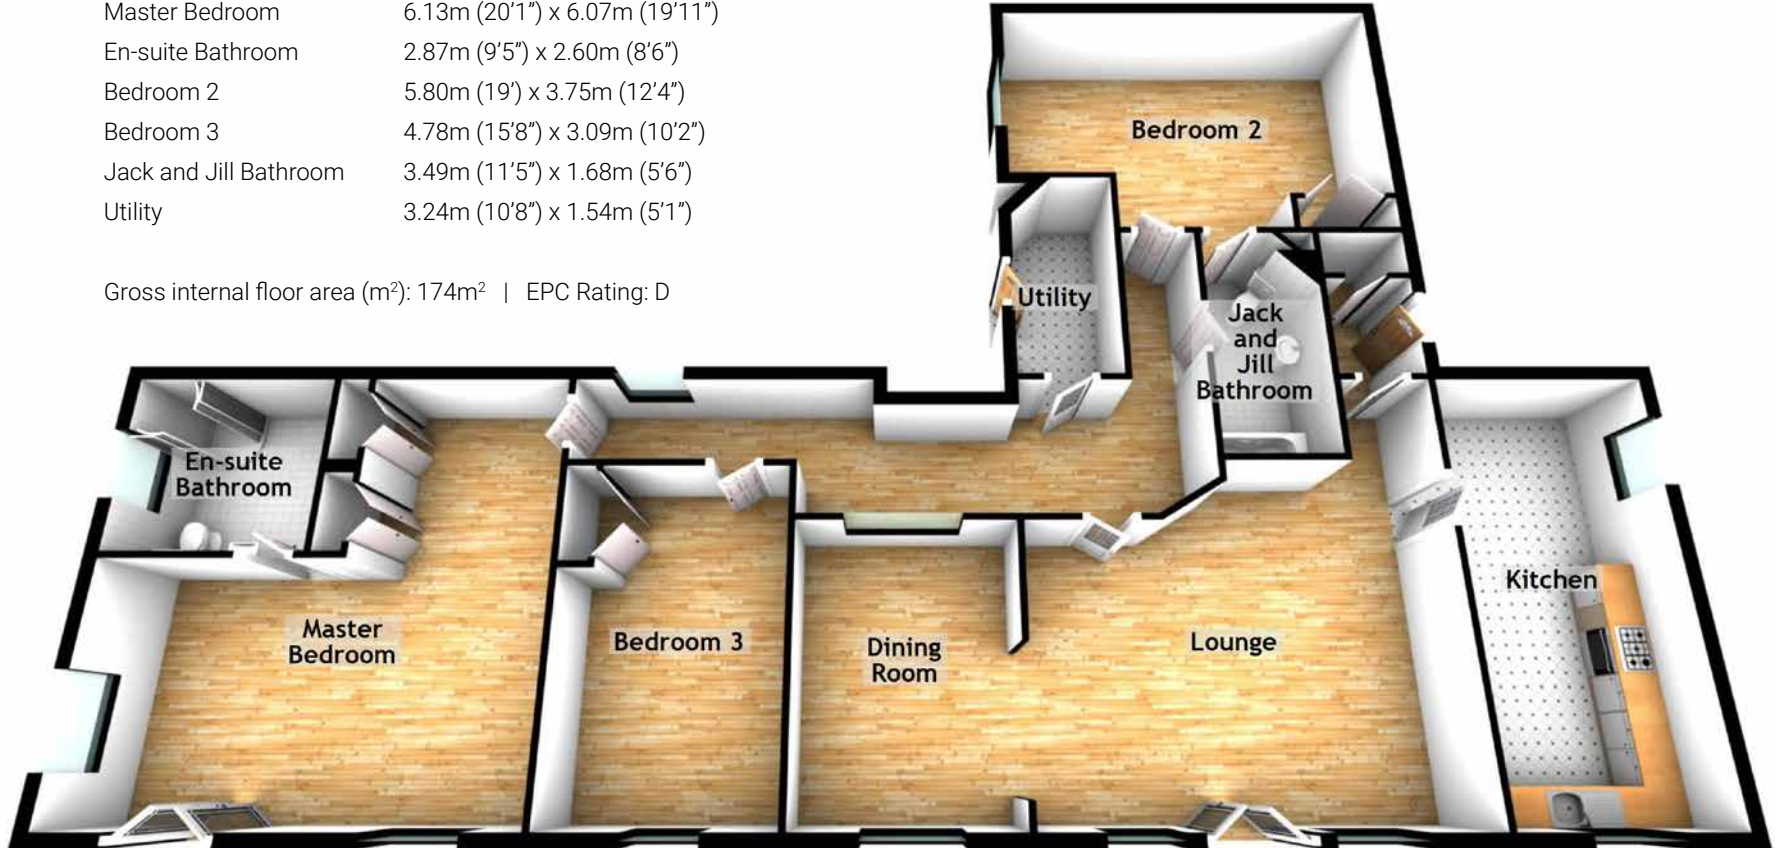 Master Bedroom 6.13m (20’1”) x 6.07m (19’11”)
En-suite Bathroom 2.87m (9’5”) x 2.60m (8’6”)
Bedroom 2 5.80m (19’) x 3.75m (12’4”)
Bedroom 3 4.78m (15’8”) x 3.09m (10’2”)
Jack and Jill Bathroom 3.49m (11’5”) x 1.68m (5’6”)
Utility 3.24m (10’8”) x 1.54m (5’1”)
Gross internal floor area (m²): 174m² | EPC Rating: D
Bedroom 2
Utility
Jack
and
Jill
Bathroom
En-suite
Bathroom
Master
Bedroom
Bedroom 3
Dining
Room
Lounge
Kitchen